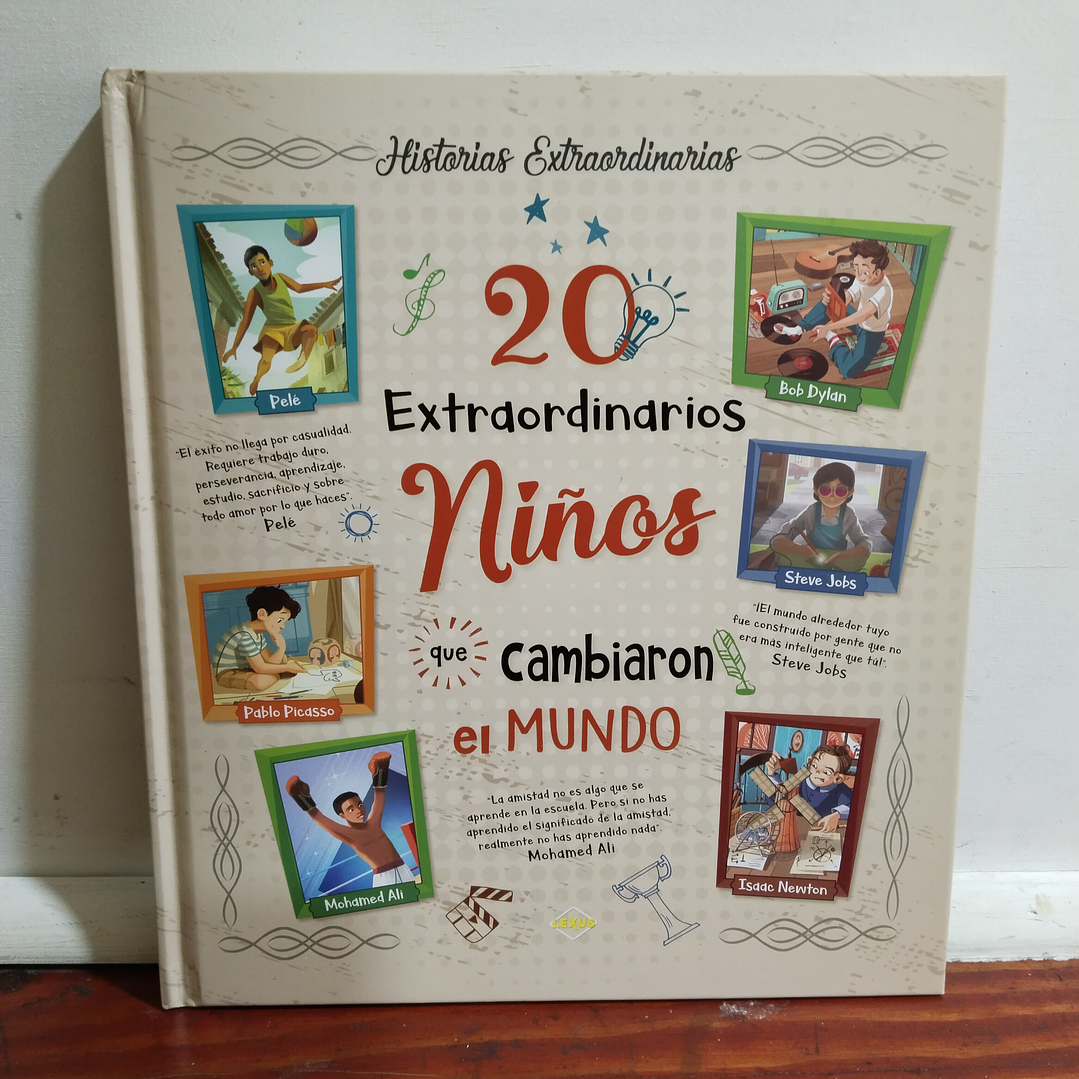 Historias Extraordinarias
20
Extraordinarios
Niños
que cambiaron
el MUNDO
Pelé
"El éxito no llega por casualidad.
Requiere trabajo duro,
perseverancia, aprendizaje,
estudio, sacrificio y sobre
todo amor por lo que haces".
Pelé
Bob Dylan
Steve Jobs
"¡El mundo alrededor tuyo
fue construido por gente que no
era más inteligente que tú!".
Steve Jobs
Pablo Picasso
Mohamed Ali
"La amistad no es algo que se
aprende en la escuela. Pero si no has
aprendido el significado de la amistad,
realmente no has aprendido nada".
Mohamed Ali
Isaac Newton
LEXUS